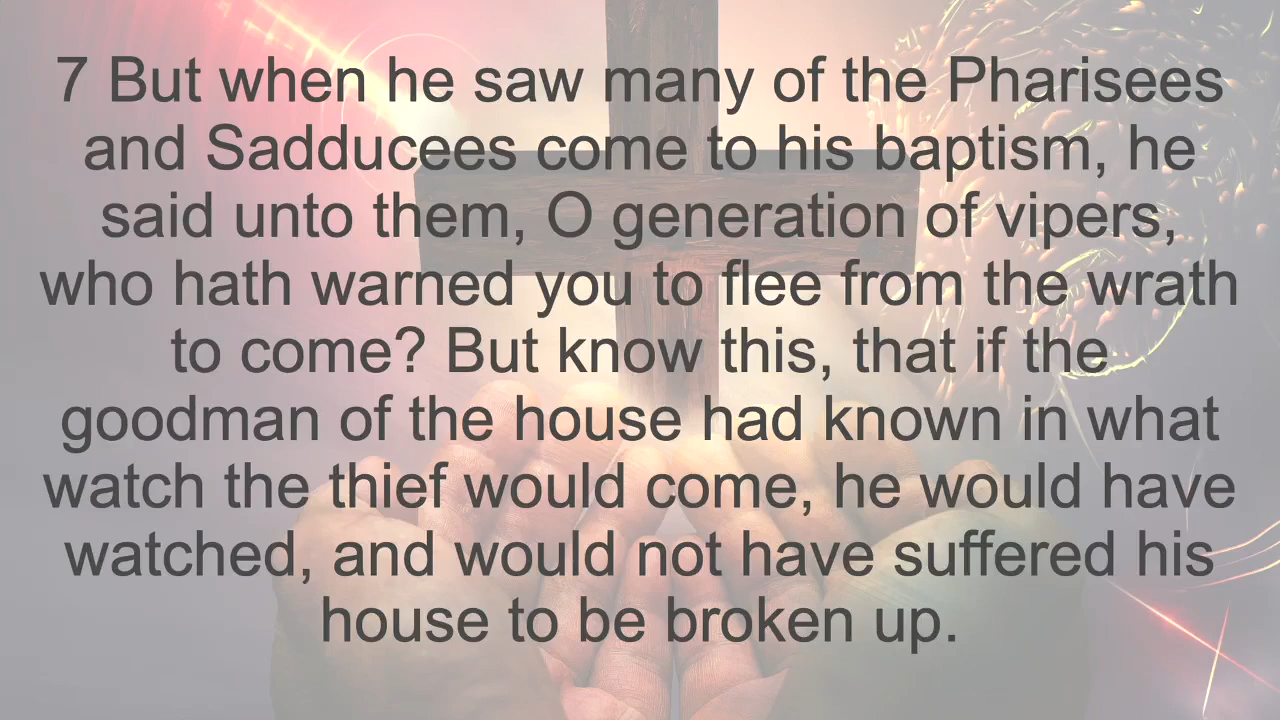 7 But when he saw many of the Pharisees
and Sadducees come to his baptism, he
said unto them, O generation of vipers,
who hath warned you to flee from the wrath
to come? But know this, that if the
goodman of the house had known in what
watch the thief would come, he would have
watched, and would not have suffered his
house to be broken up.